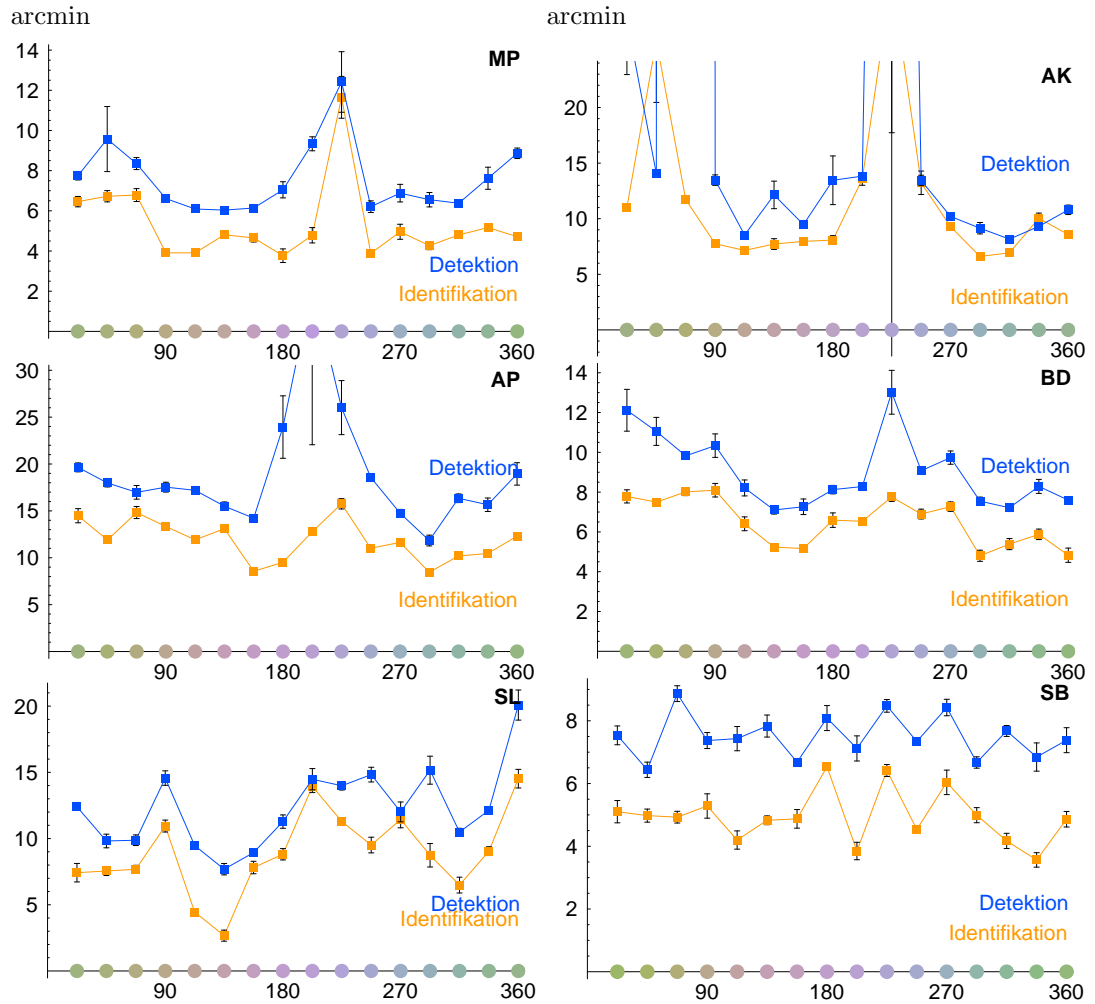 arcmin
arcmin
14
12
10
8
6
4
2
MP
Detektion
Identifikation
90
180
270
360
20
15
10
5
AK
Detektion
Identifikation
90
180
270
360
30
25
20
15
10
5
AP
Detektion
Identifikation
90
180
270
360
14
12
10
8
6
4
2
BD
Detektion
Identifikation
90
180
270
360
20
15
10
5
SL
Detektion
Identifikation
90
180
270
360
8
6
4
2
SB
Detektion
Identifikation
90
180
270
360